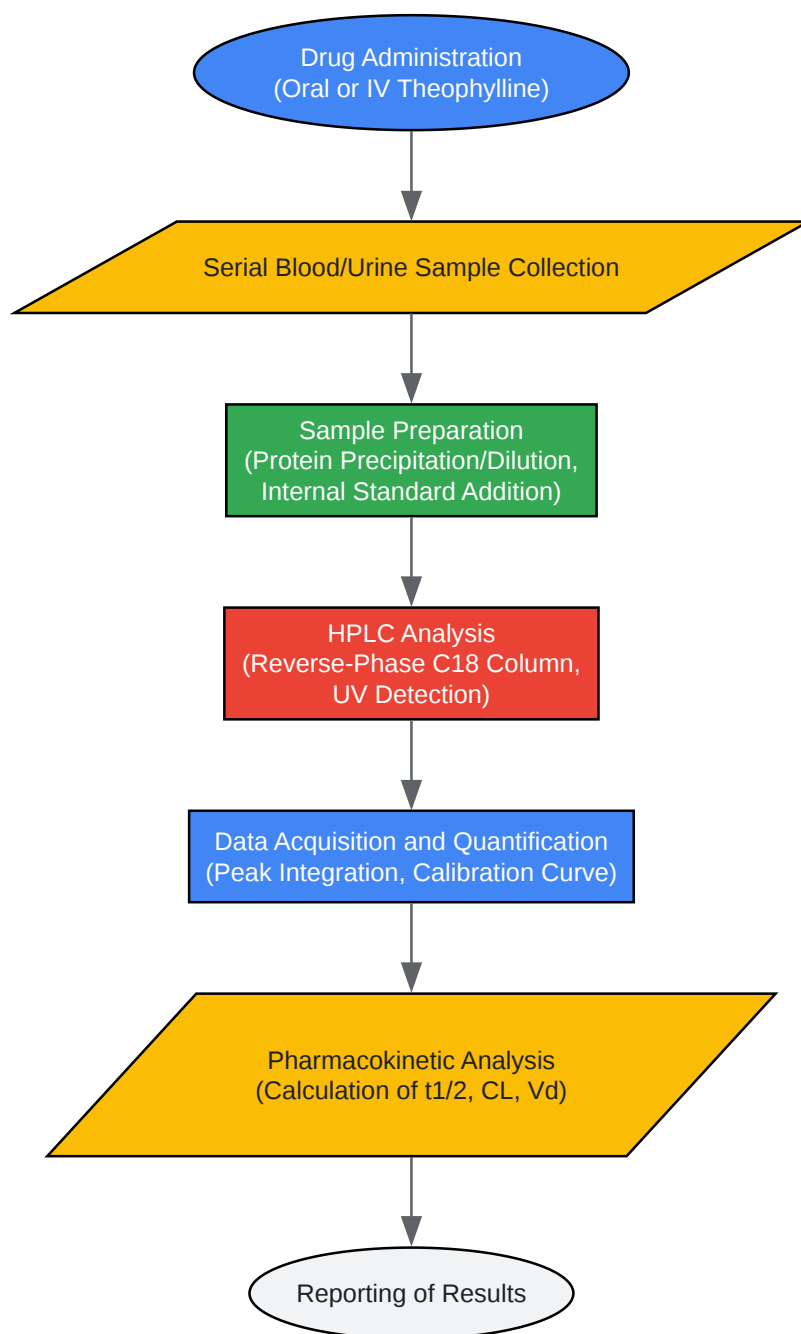 Drug Administration
(Oral or IV Theophylline)
Serial Blood/Urine Sample Collection
Sample Preparation
(Protein Precipitation/Dilution,
Internal Standard Addition)
HPLC Analysis
(Reverse-Phase C18 Column,
UV Detection)
Data Acquisition and Quantification
(Peak Integration, Calibration Curve)
Pharmacokinetic Analysis
(Calculation of t1/2, CL, Vd)
Reporting of Results